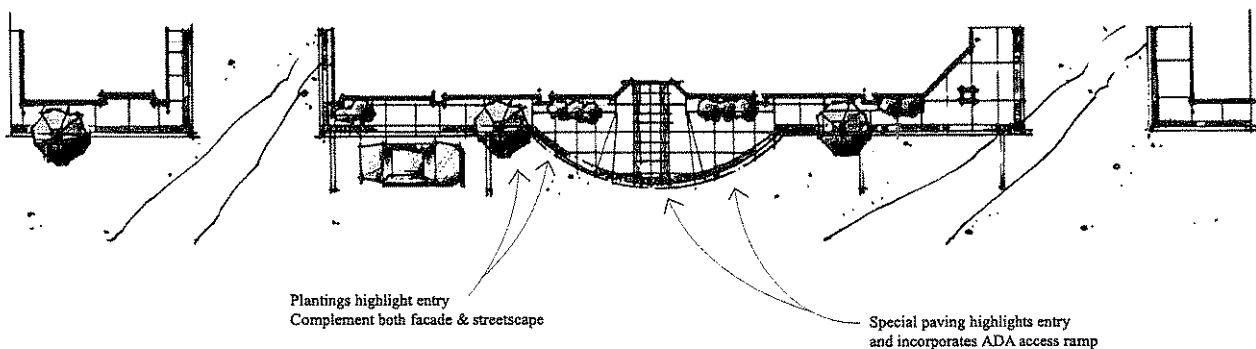 Plantings highlight entry
Complement both facade & streetscape
Special paving highlights entry
and incorporates ADA access ramp